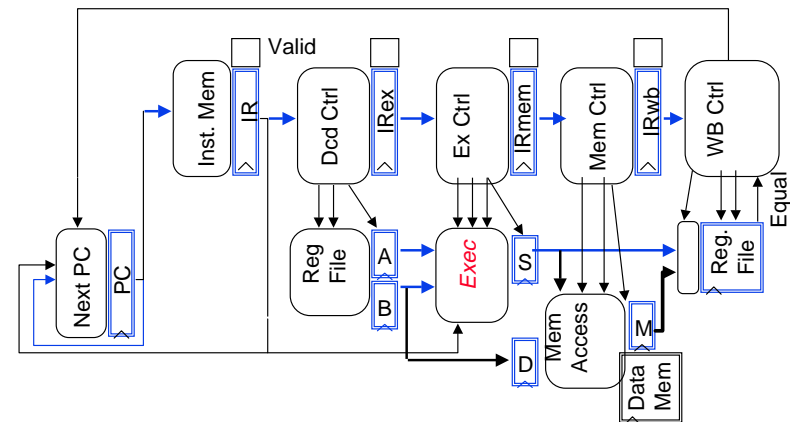 Valid
Inst. Mem
IR
Dcd Ctrl
IRex
Ex Ctrl
IRmem
Mem Ctrl
IRwb
WB Ctrl
Equal
Next PC
PC
Reg
File
A
B
Exec
S
D
Mem
Access
M
Data
Mem
Reg.
File